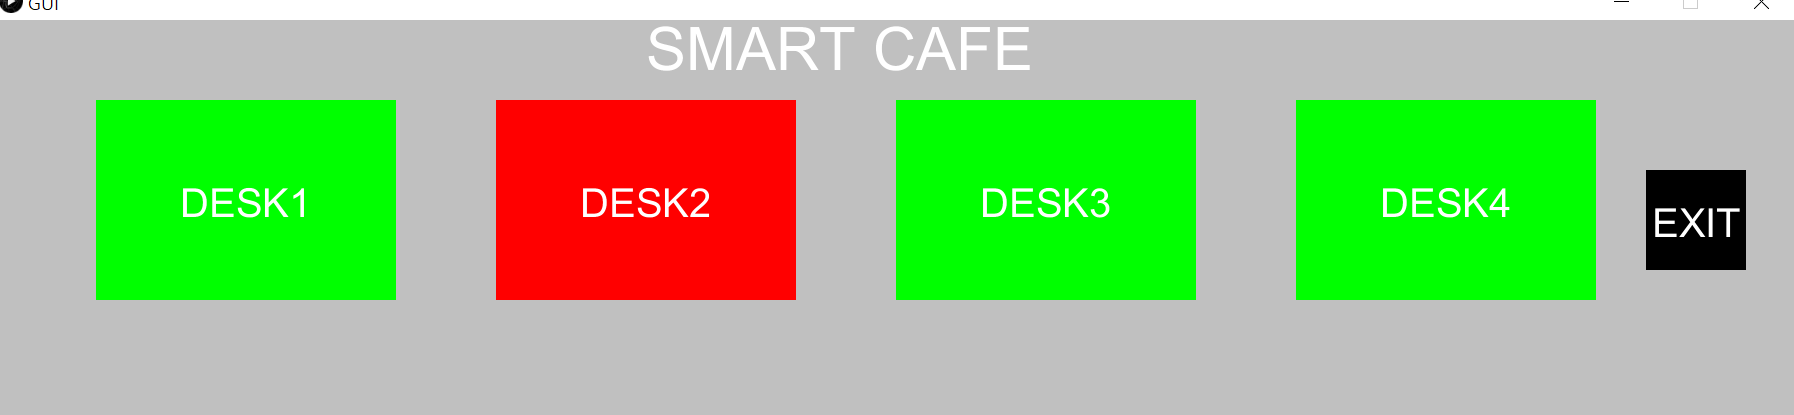 GUI
SMART CAFE
DESK1
DESK2
DESK3
DESK4
EXIT